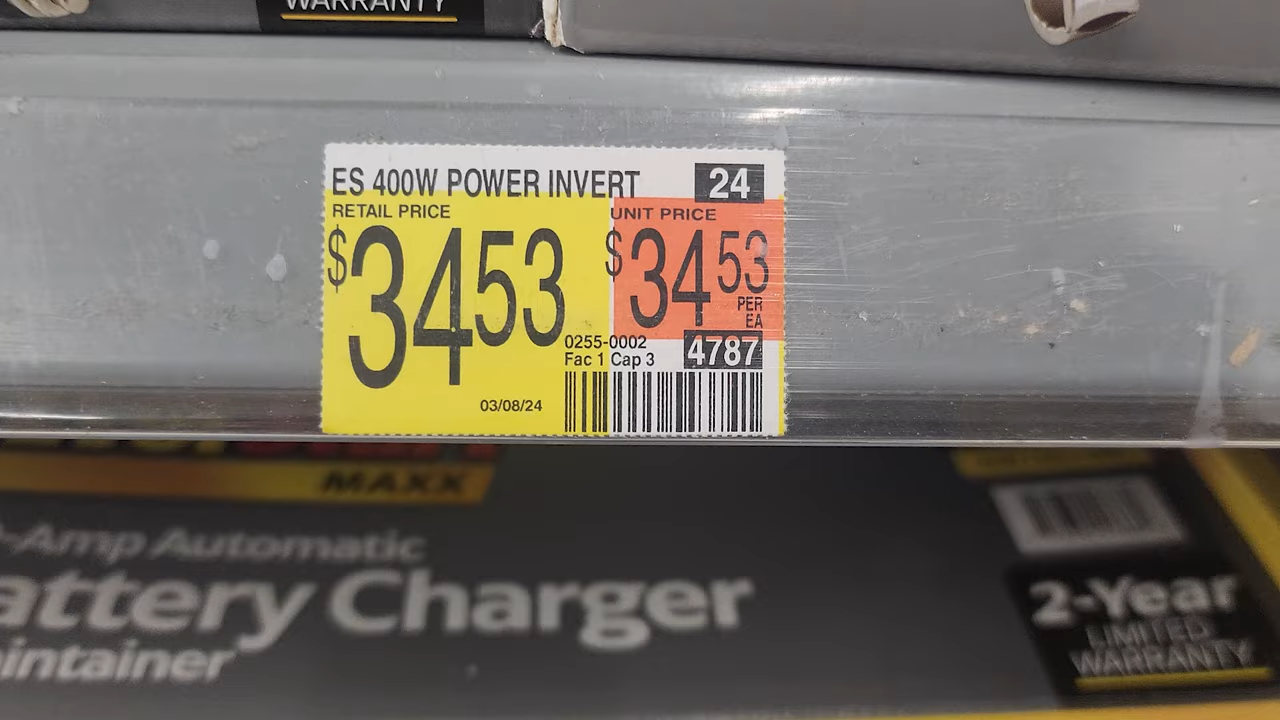 WARRANTY
ES 400W POWER INVERT 24
RETAIL PRICE
$3453
UNIT PRICE
$3453
PER
EA
0255-0002
Fac 1 Cap 3
4787
03/08/24
MAXX
-Amp Automatic
attery Charger
aintainer
2-Year
LIMITED
WARRANTY